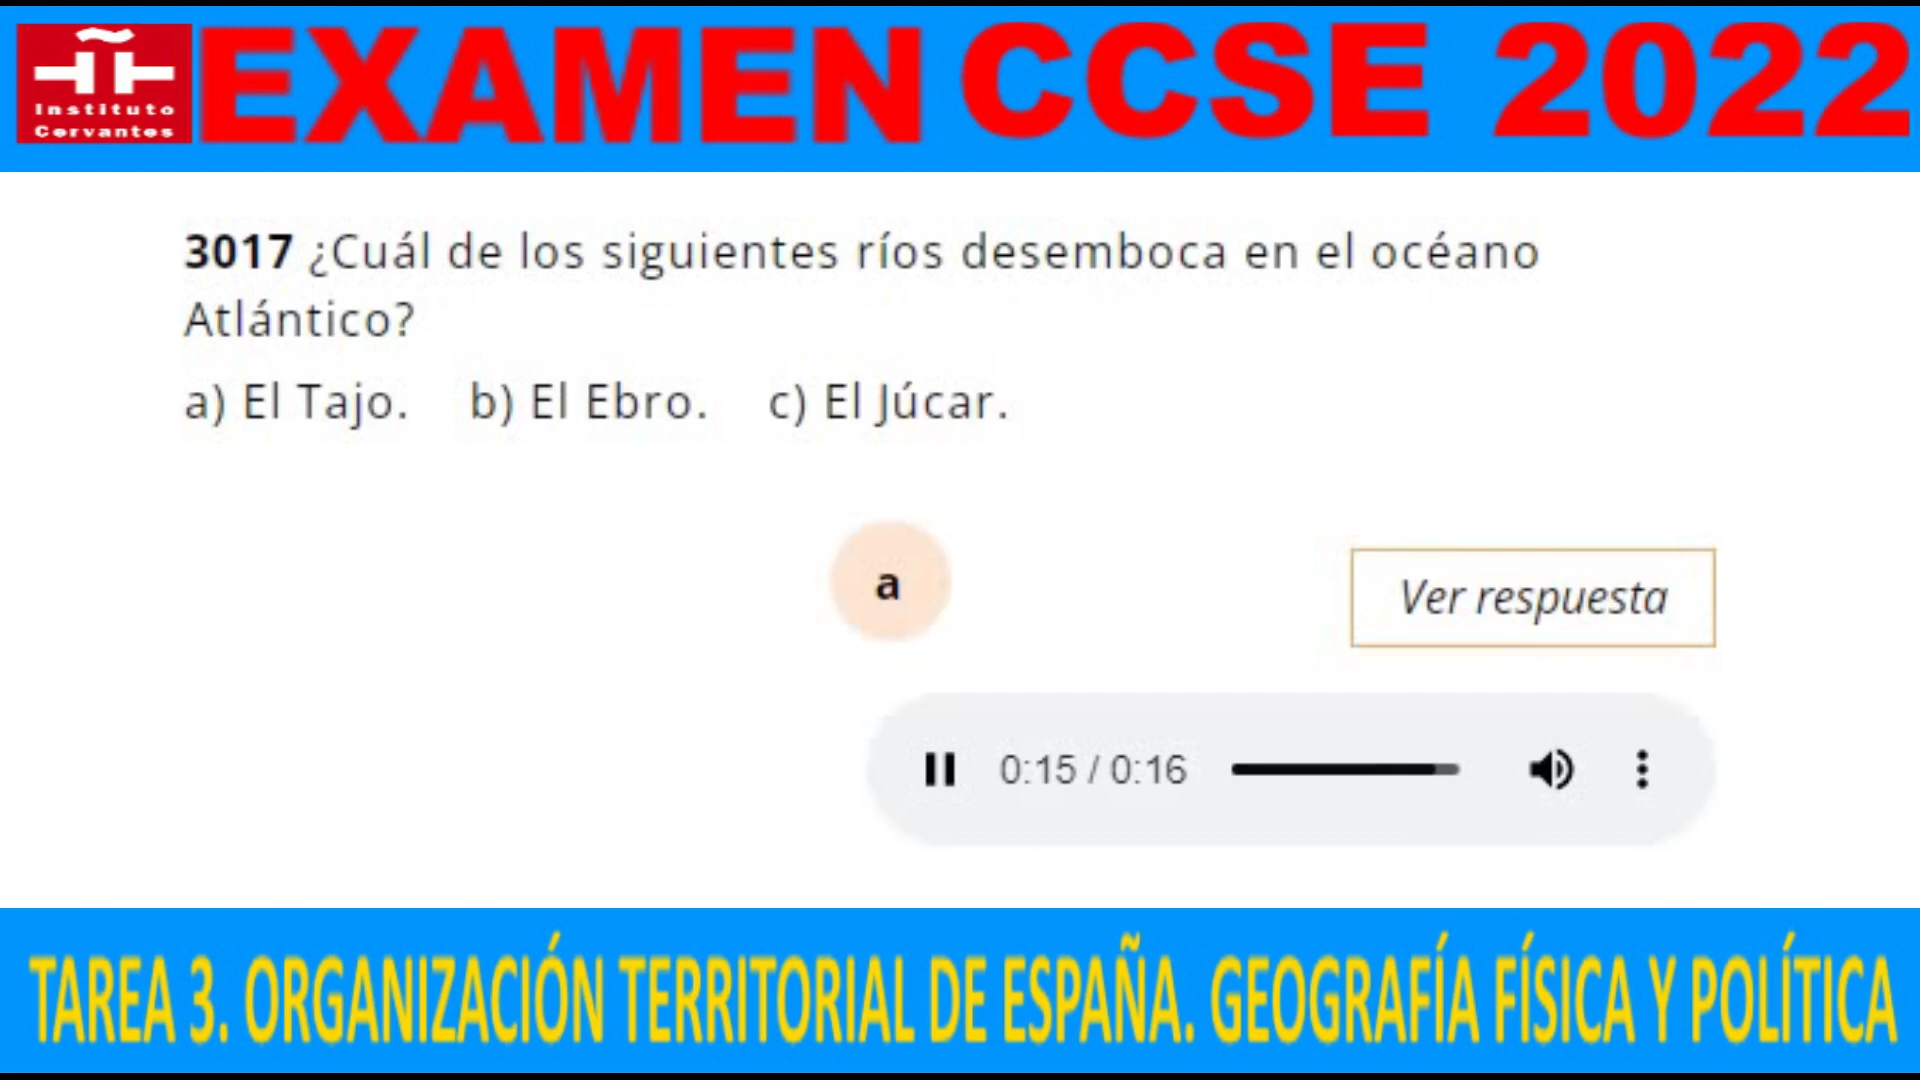 Instituto
Cervantes
EXAMEN CCSE 2022
3017 ¿Cuál de los siguientes ríos desemboca en el océano
Atlántico?
a) El Tajo. b) El Ebro. c) El Júcar.
a
Ver respuesta
0:15 / 0:16
TAREA 3. ORGANIZACIÓN TERRITORIAL DE ESPAÑA. GEOGRAFÍA FÍSICA Y POLÍTICA